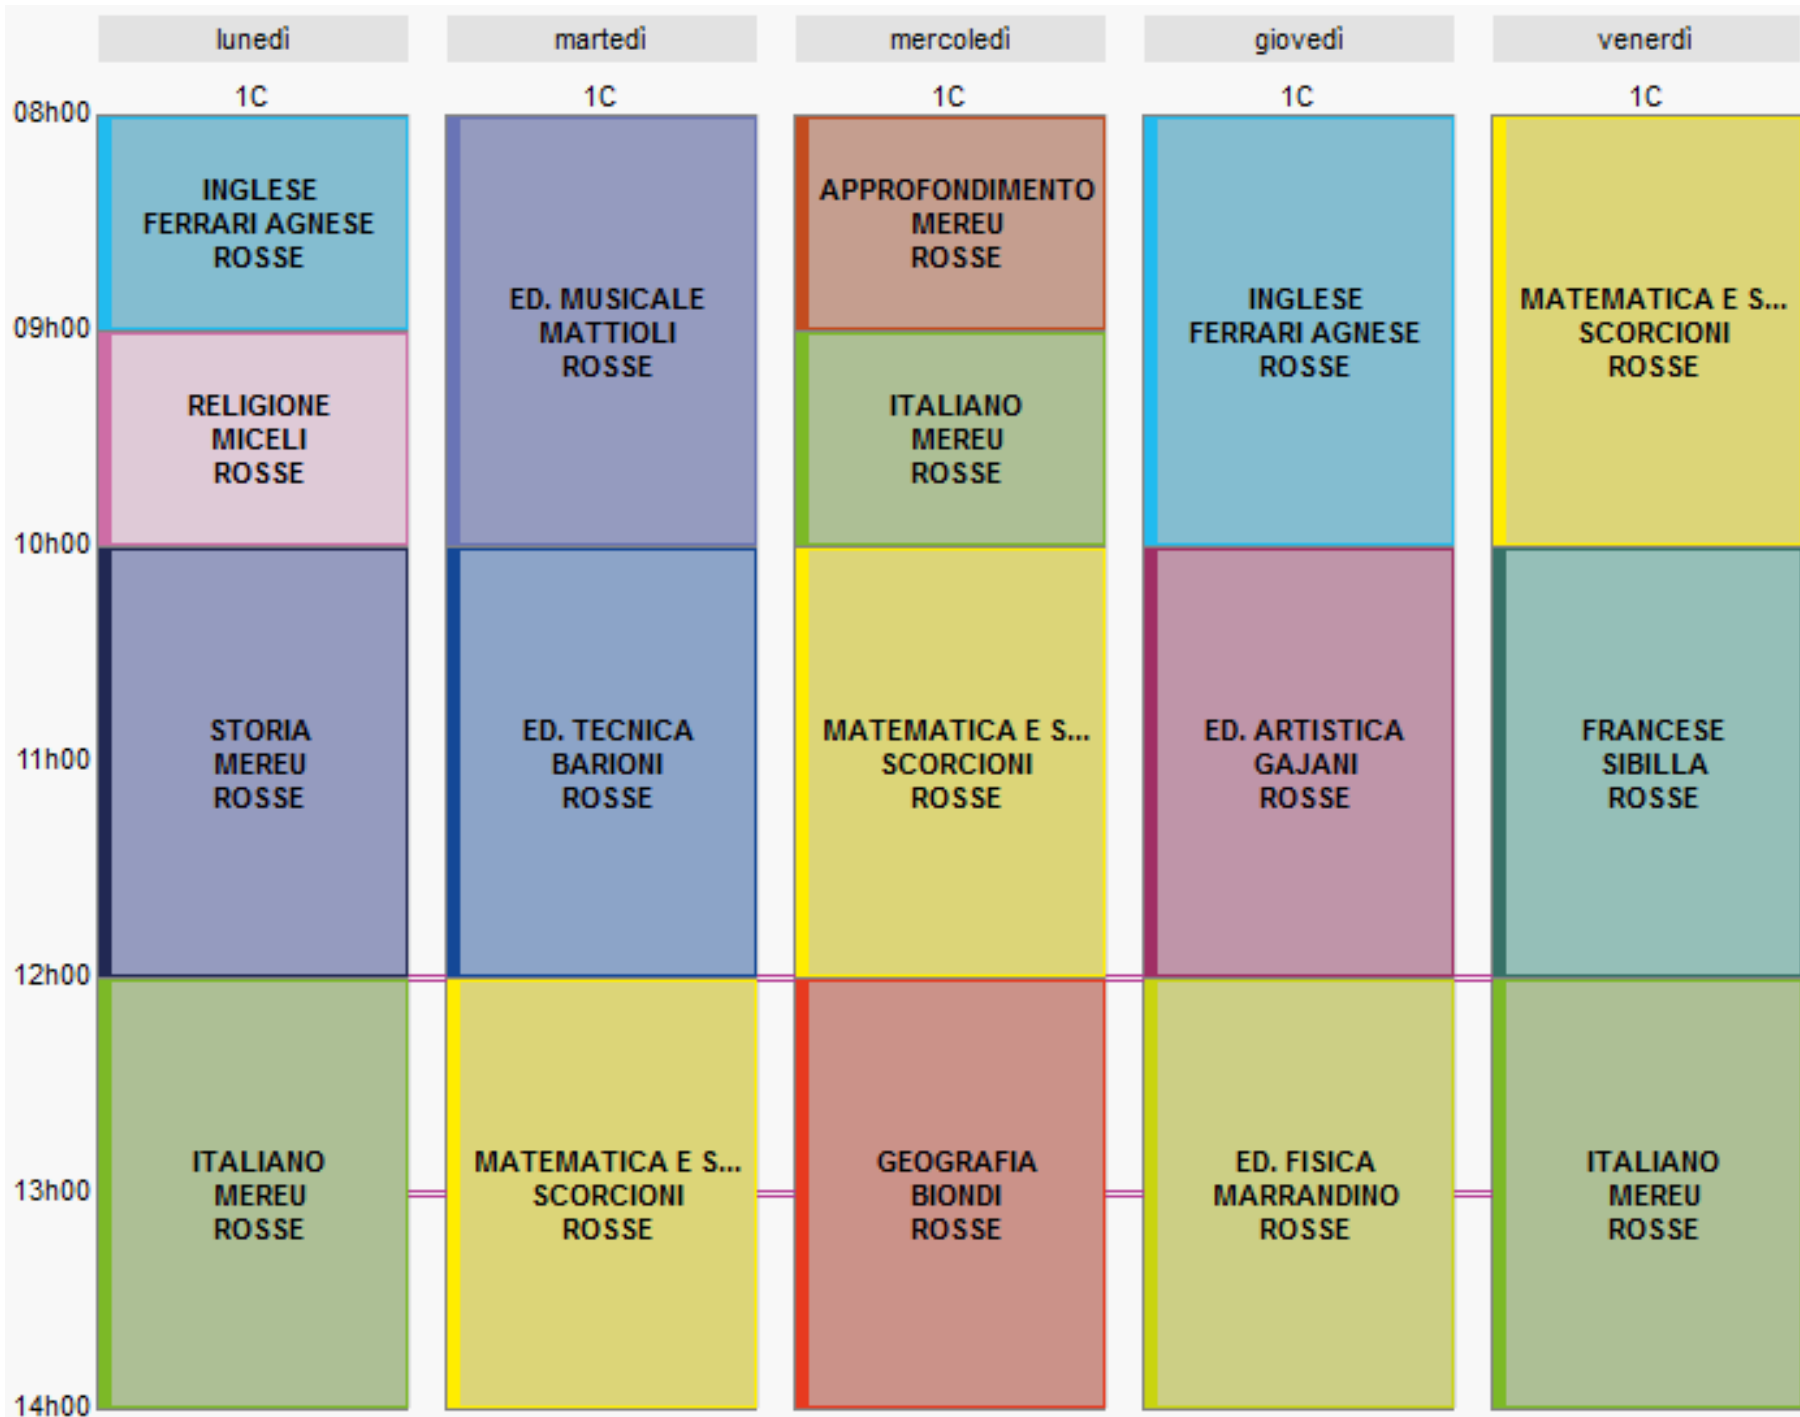 lunedì
martedì
mercoledì
giovedì
venerdì
1C
1C
1C
1C
1C
08h00
09h00
10h00
11h00
12h00
13h00
14h00
INGLESE
FERRARI AGNESE
ROSSE
RELIGIONE
MICELI
ROSSE
STORIA
MEREU
ROSSE
ITALIANO
MEREU
ROSSE
ED. MUSICALE
MATTIOLI
ROSSE
ED. TECNICA
BARIONI
ROSSE
MATEMATICA E S...
SCORCIONI
ROSSE
APPROFONDIMENTO
MEREU
ROSSE
ITALIANO
MEREU
ROSSE
MATEMATICA E S...
SCORCIONI
ROSSE
GEOGRAFIA
BIONDI
ROSSE
INGLESE
FERRARI AGNESE
ROSSE
ED. ARTISTICA
GAJANI
ROSSE
ED. FISICA
MARRANDINO
ROSSE
MATEMATICA E S...
SCORCIONI
ROSSE
FRANCESE
SIBILLA
ROSSE
ITALIANO
MEREU
ROSSE